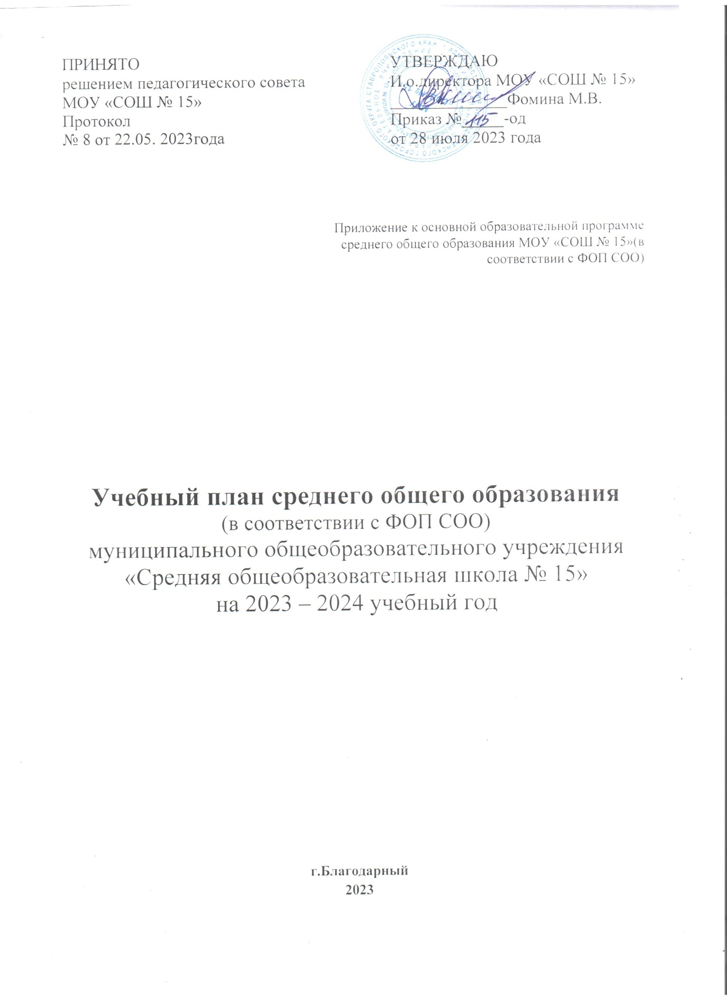 ПРИНЯТО
решением педагогического совета
МОУ «СОШ № 15»
Протокол
№ 8 от 22.05. 2023года
УТВЕРЖДАЮ
И.о.директора МОУ «СОШ № 15»
Фомина М.В.
Приказ № 115 -од
от 28 июля 2023 года
Приложение к основной образовательной программе
среднего общего образования МОУ «СОШ № 15»(в
соответствии с ФОП СОО)
Учебный план среднего общего образования
(в соответствии с ФОП СОО)
муниципального общеобразовательного учреждения
«Средняя общеобразовательная школа № 15»
на 2023 – 2024 учебный год
г.Благодарный
2023